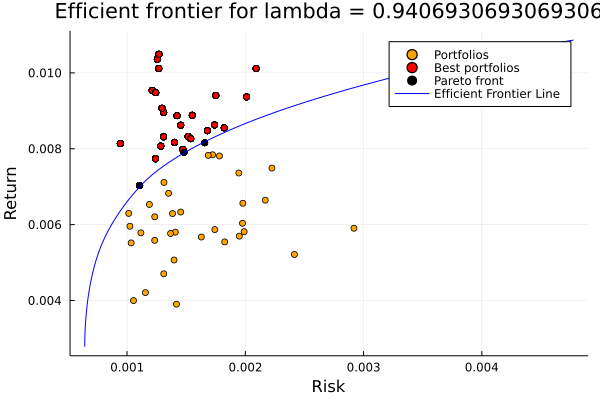 Efficient frontier for lambda = 0.9406930693069306
Portfolios
Best portfolios
Pareto front
Efficient Frontier Line
Return
0.010
0.008
0.006
0.004
0.001
0.002
0.003
0.004
Risk